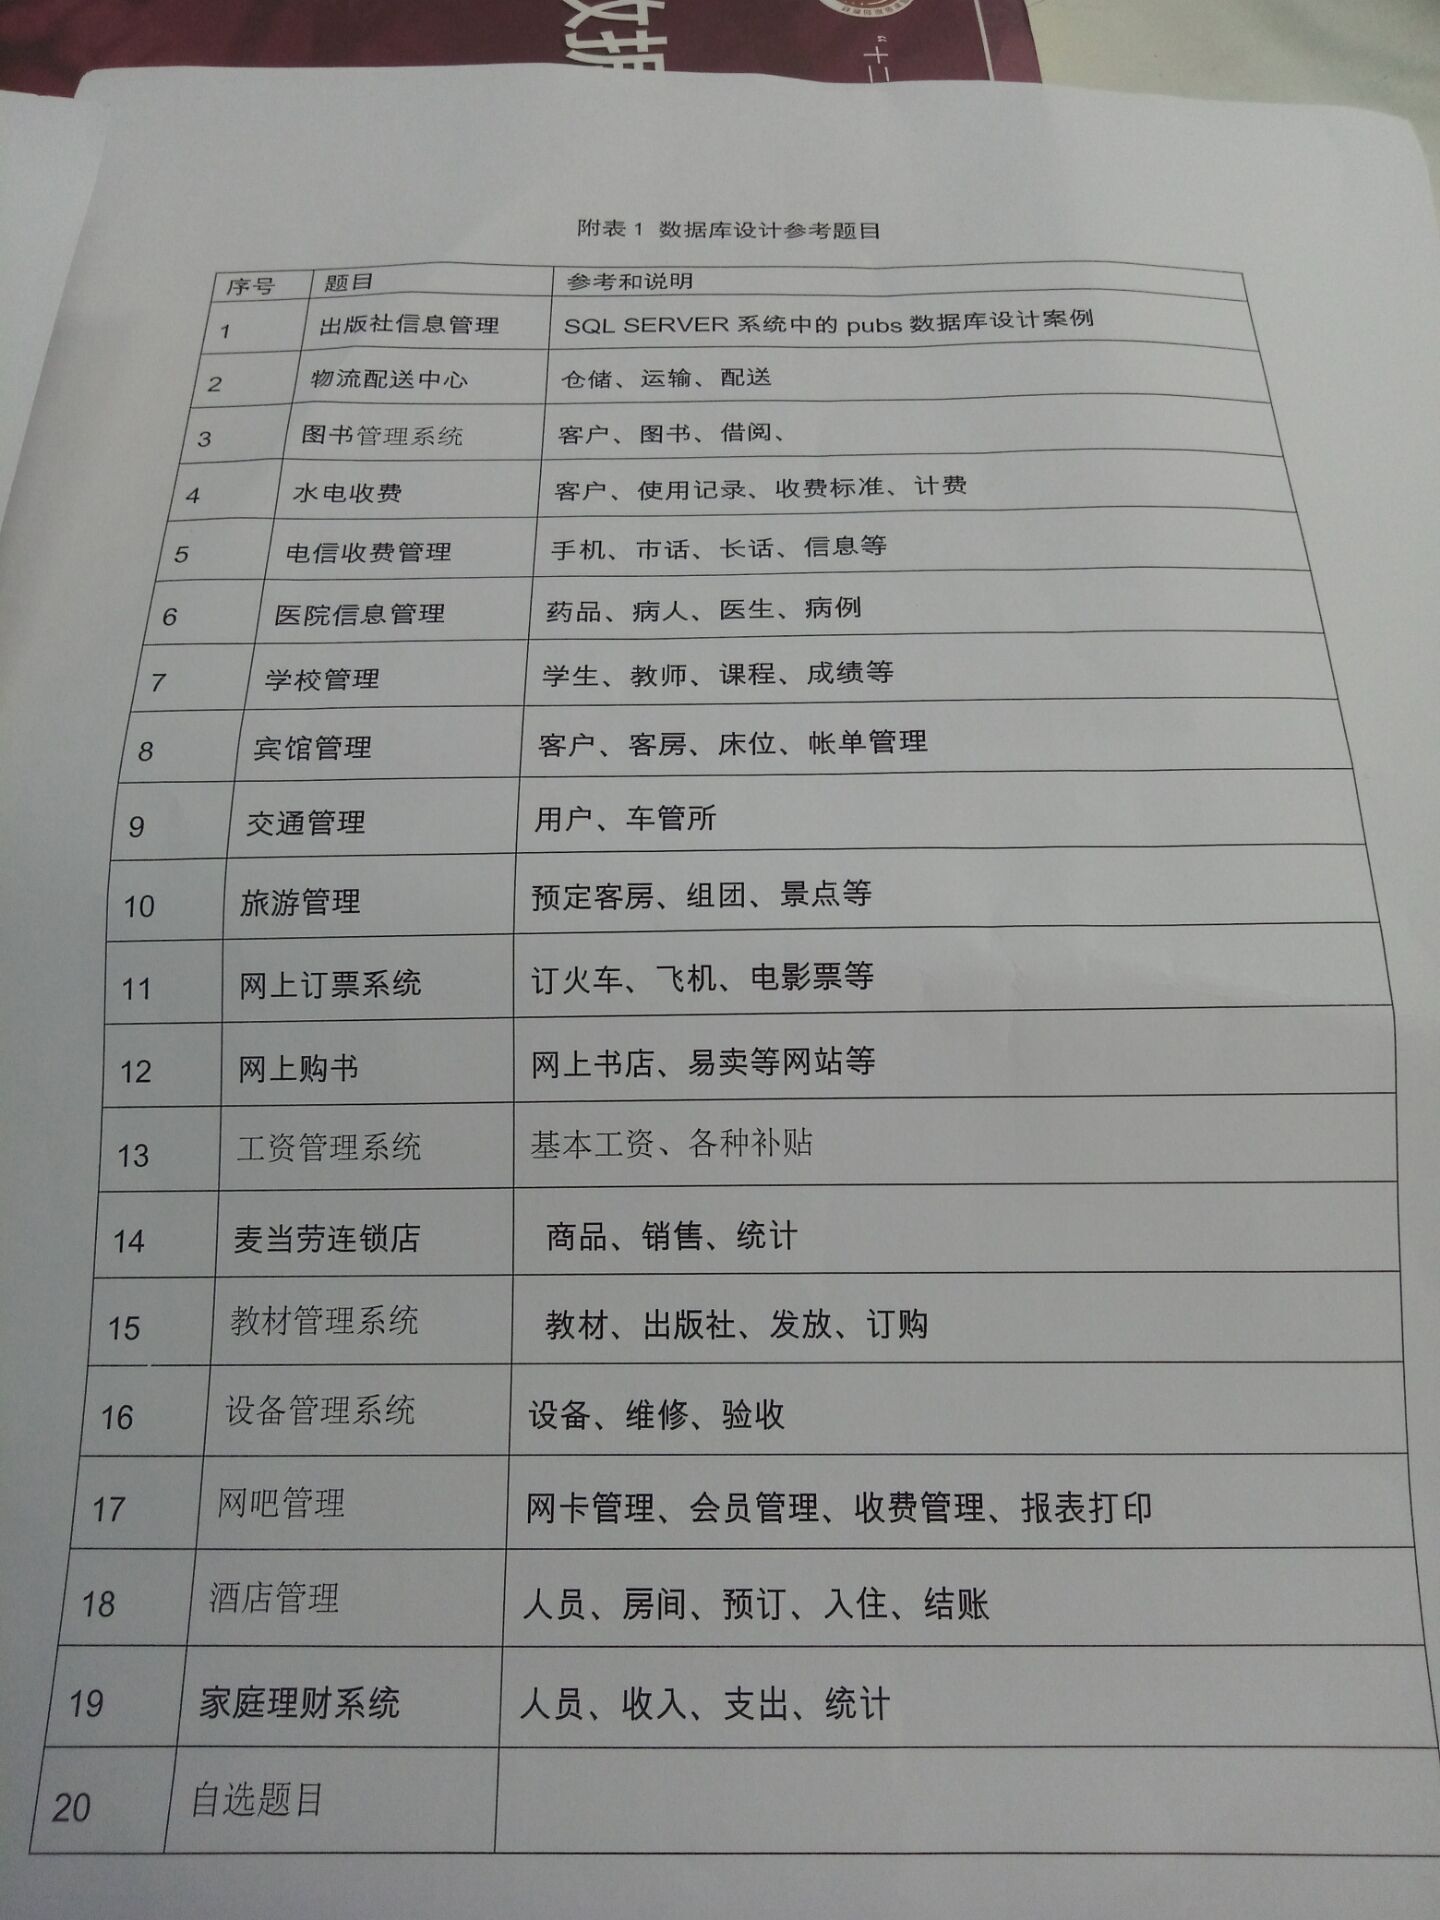 数据
“十二
附表1 数据库设计参考题目
序号 题目 参考和说明
1 出版社信息管理 SQL SERVER 系统中的 pubs 数据库设计案例
2 物流配送中心 仓储、运输、配送
3 图书管理系统 客户、图书、借阅、
4 水电收费 客户、使用记录、收费标准、计费
5 电信收费管理 手机、市话、长话、信息等
6 医院信息管理 药品、病人、医生、病例
7 学校管理 学生、教师、课程、成绩等
8 宾馆管理 客户、客房、床位、帐单管理
9 交通管理 用户、车管所
10 旅游管理 预定客房、组团、景点等
11 网上订票系统 订火车、飞机、电影票等
12 网上购书 网上书店、易卖等网站等
13 工资管理系统 基本工资、各种补贴
14 麦当劳连锁店 商品、销售、统计
15 教材管理系统 教材、出版社、发放、订购
16 设备管理系统 设备、维修、验收
17 网吧管理 网卡管理、会员管理、收费管理、报表打印
18 酒店管理 人员、房间、预订、入住、结账
19 家庭理财系统 人员、收入、支出、统计
20 自选题目